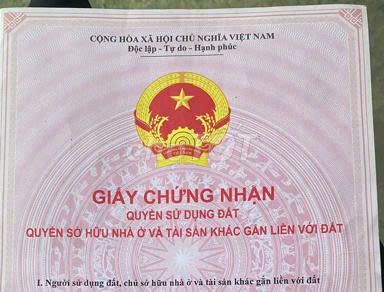 CỘNG HÒA XÃ HỘI CHỦ NGHĨA VIỆT NAM
Độc lập - Tự do - Hạnh phúc
GIẤY CHỨNG NHẬN
QUYỀN SỬ DỤNG ĐẤT
QUYỀN SỞ HỮU NHÀ Ở VÀ TÀI SẢN KHÁC GẮN LIỀN VỚI ĐẤT
I. Người sử dụng đất, chủ sở hữu nhà ở và tài sản khác gắn liền với đất